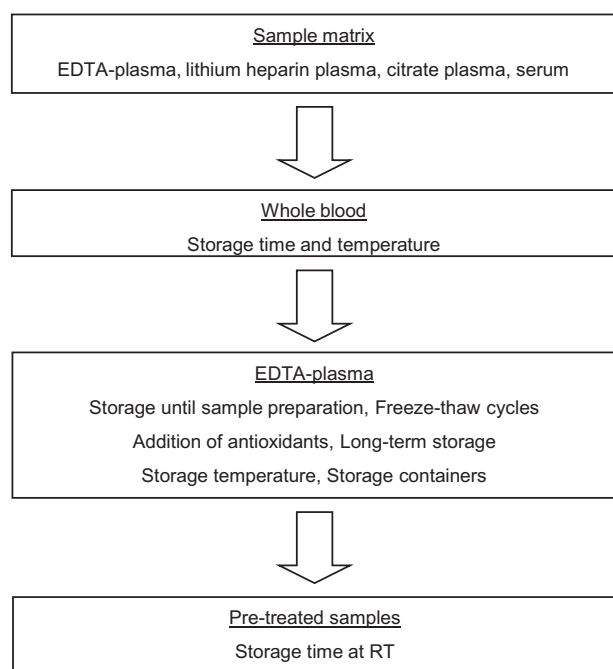 Sample matrix
EDTA-plasma, lithium heparin plasma, citrate plasma, serum
Whole blood
Storage time and temperature
EDTA-plasma
Storage until sample preparation, Freeze-thaw cycles
Addition of antioxidants, Long-term storage
Storage temperature, Storage containers
Pre-treated samples
Storage time at RT